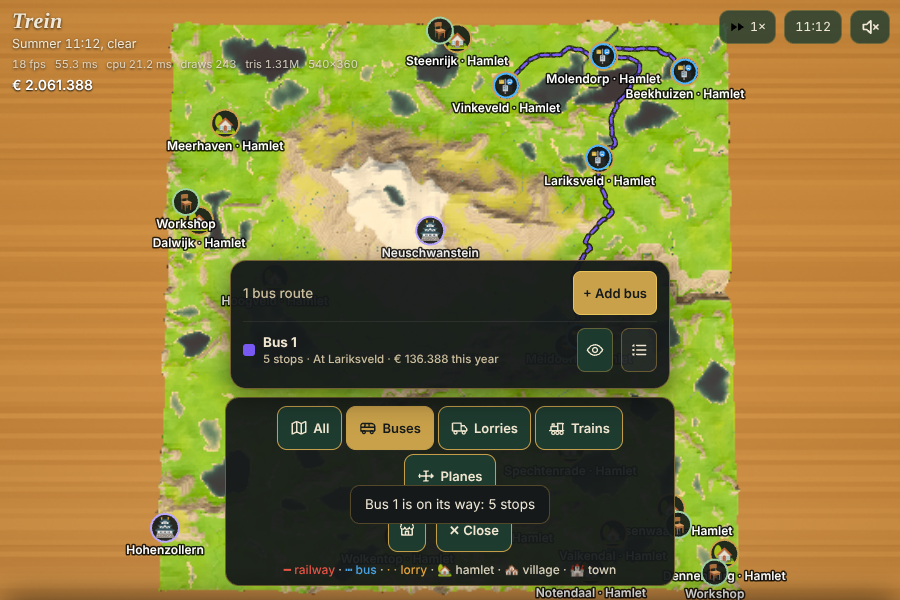 Trein
Summer 11:12, clear
18 fps 55.3 ms cpu 21.2 ms draws 243 tris 1.31M 540×360
€ 2.061.388
1×
11:12
Steenrijk · Hamlet
Molendorp · Hamlet
Beekhuizen · Hamlet
Vinkeveld · Hamlet
Meerhaven · Hamlet
Lariksveld · Hamlet
Workshop
Dalwijk · Hamlet
Neuschwanstein
1 bus route
+ Add bus
Bus 1
5 stops · At Lariksveld · € 136.388 this year
All
Buses
Lorries
Trains
Planes
Spechtenrade · Hamlet
Bus 1 is on its way: 5 stops
× Close
Hamlet
Hamlet
Hohenzollern
Valkendal · Hamlet
railway · bus · lorry · hamlet · village · town
Hamlet
Notendaal · Hamlet
Workshop